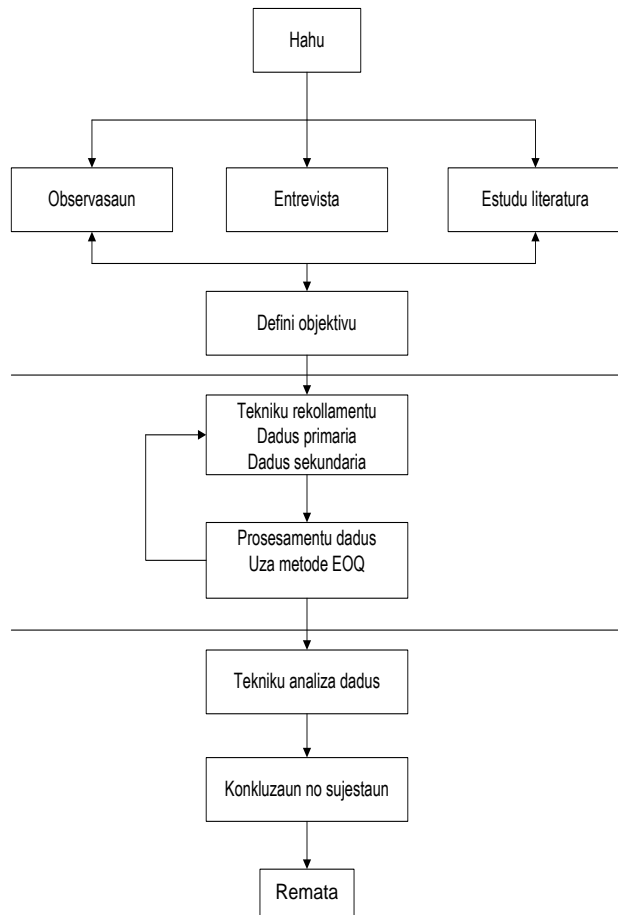 Hahu
Observasaun
Entrevista
Estudu literatura
Defini objektivu
Tekniku rekollamentu
Dadus primaria
Dadus sekundaria
Prosesamentu dadus
Uza metode EOQ
Tekniku analiza dadus
Konkluzaun no sujestaun
Remata